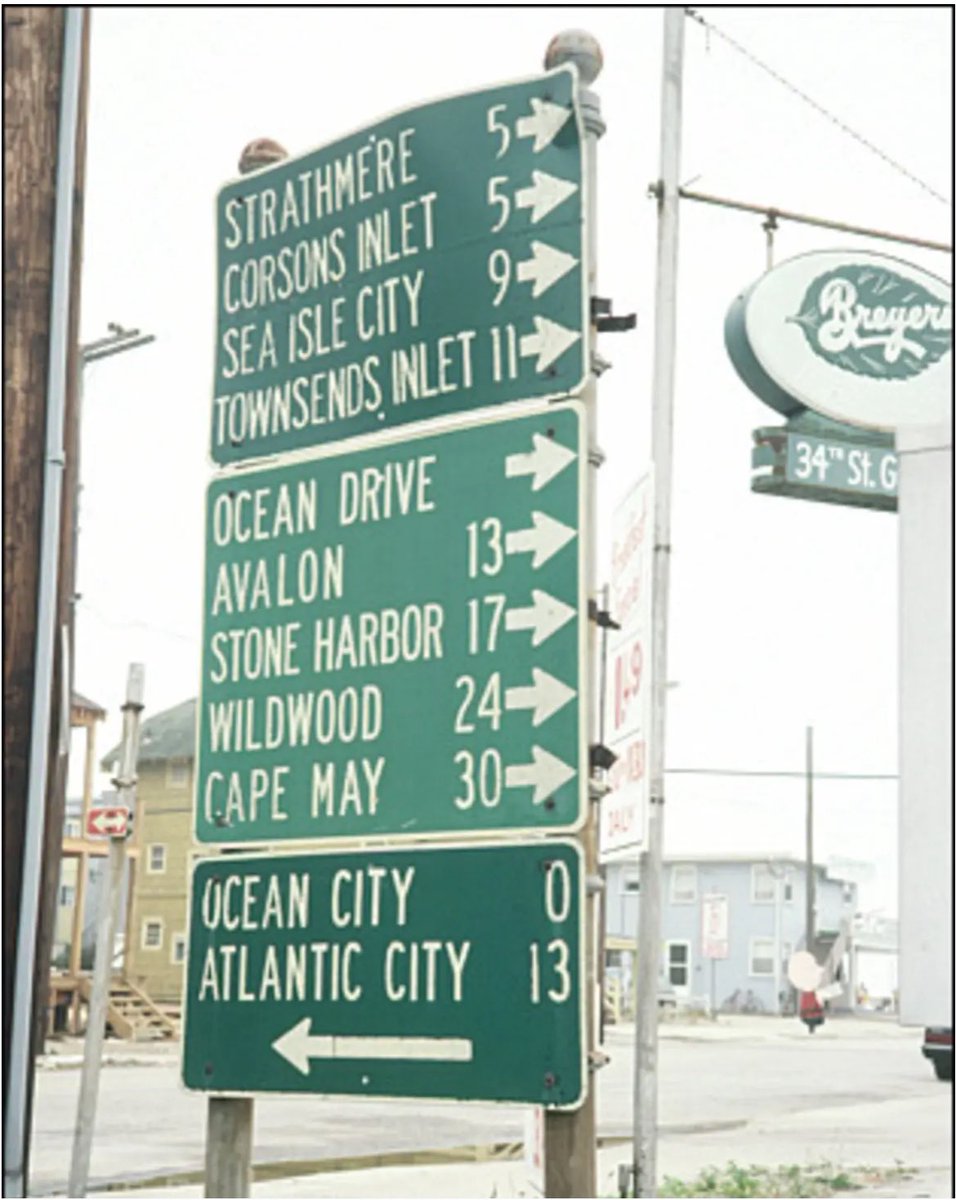 STRATHMERE 5
CORSONS INLET 5
SEA ISLE CITY 9
TOWNSENDS INLET 11
OCEAN DRIVE
AVALON 13
STONE HARBOR 17
WILDWOOD 24
CAPE MAY 30
OCEAN CITY 0
ATLANTIC CITY 13
Breyers
34TH St. G
DAILY